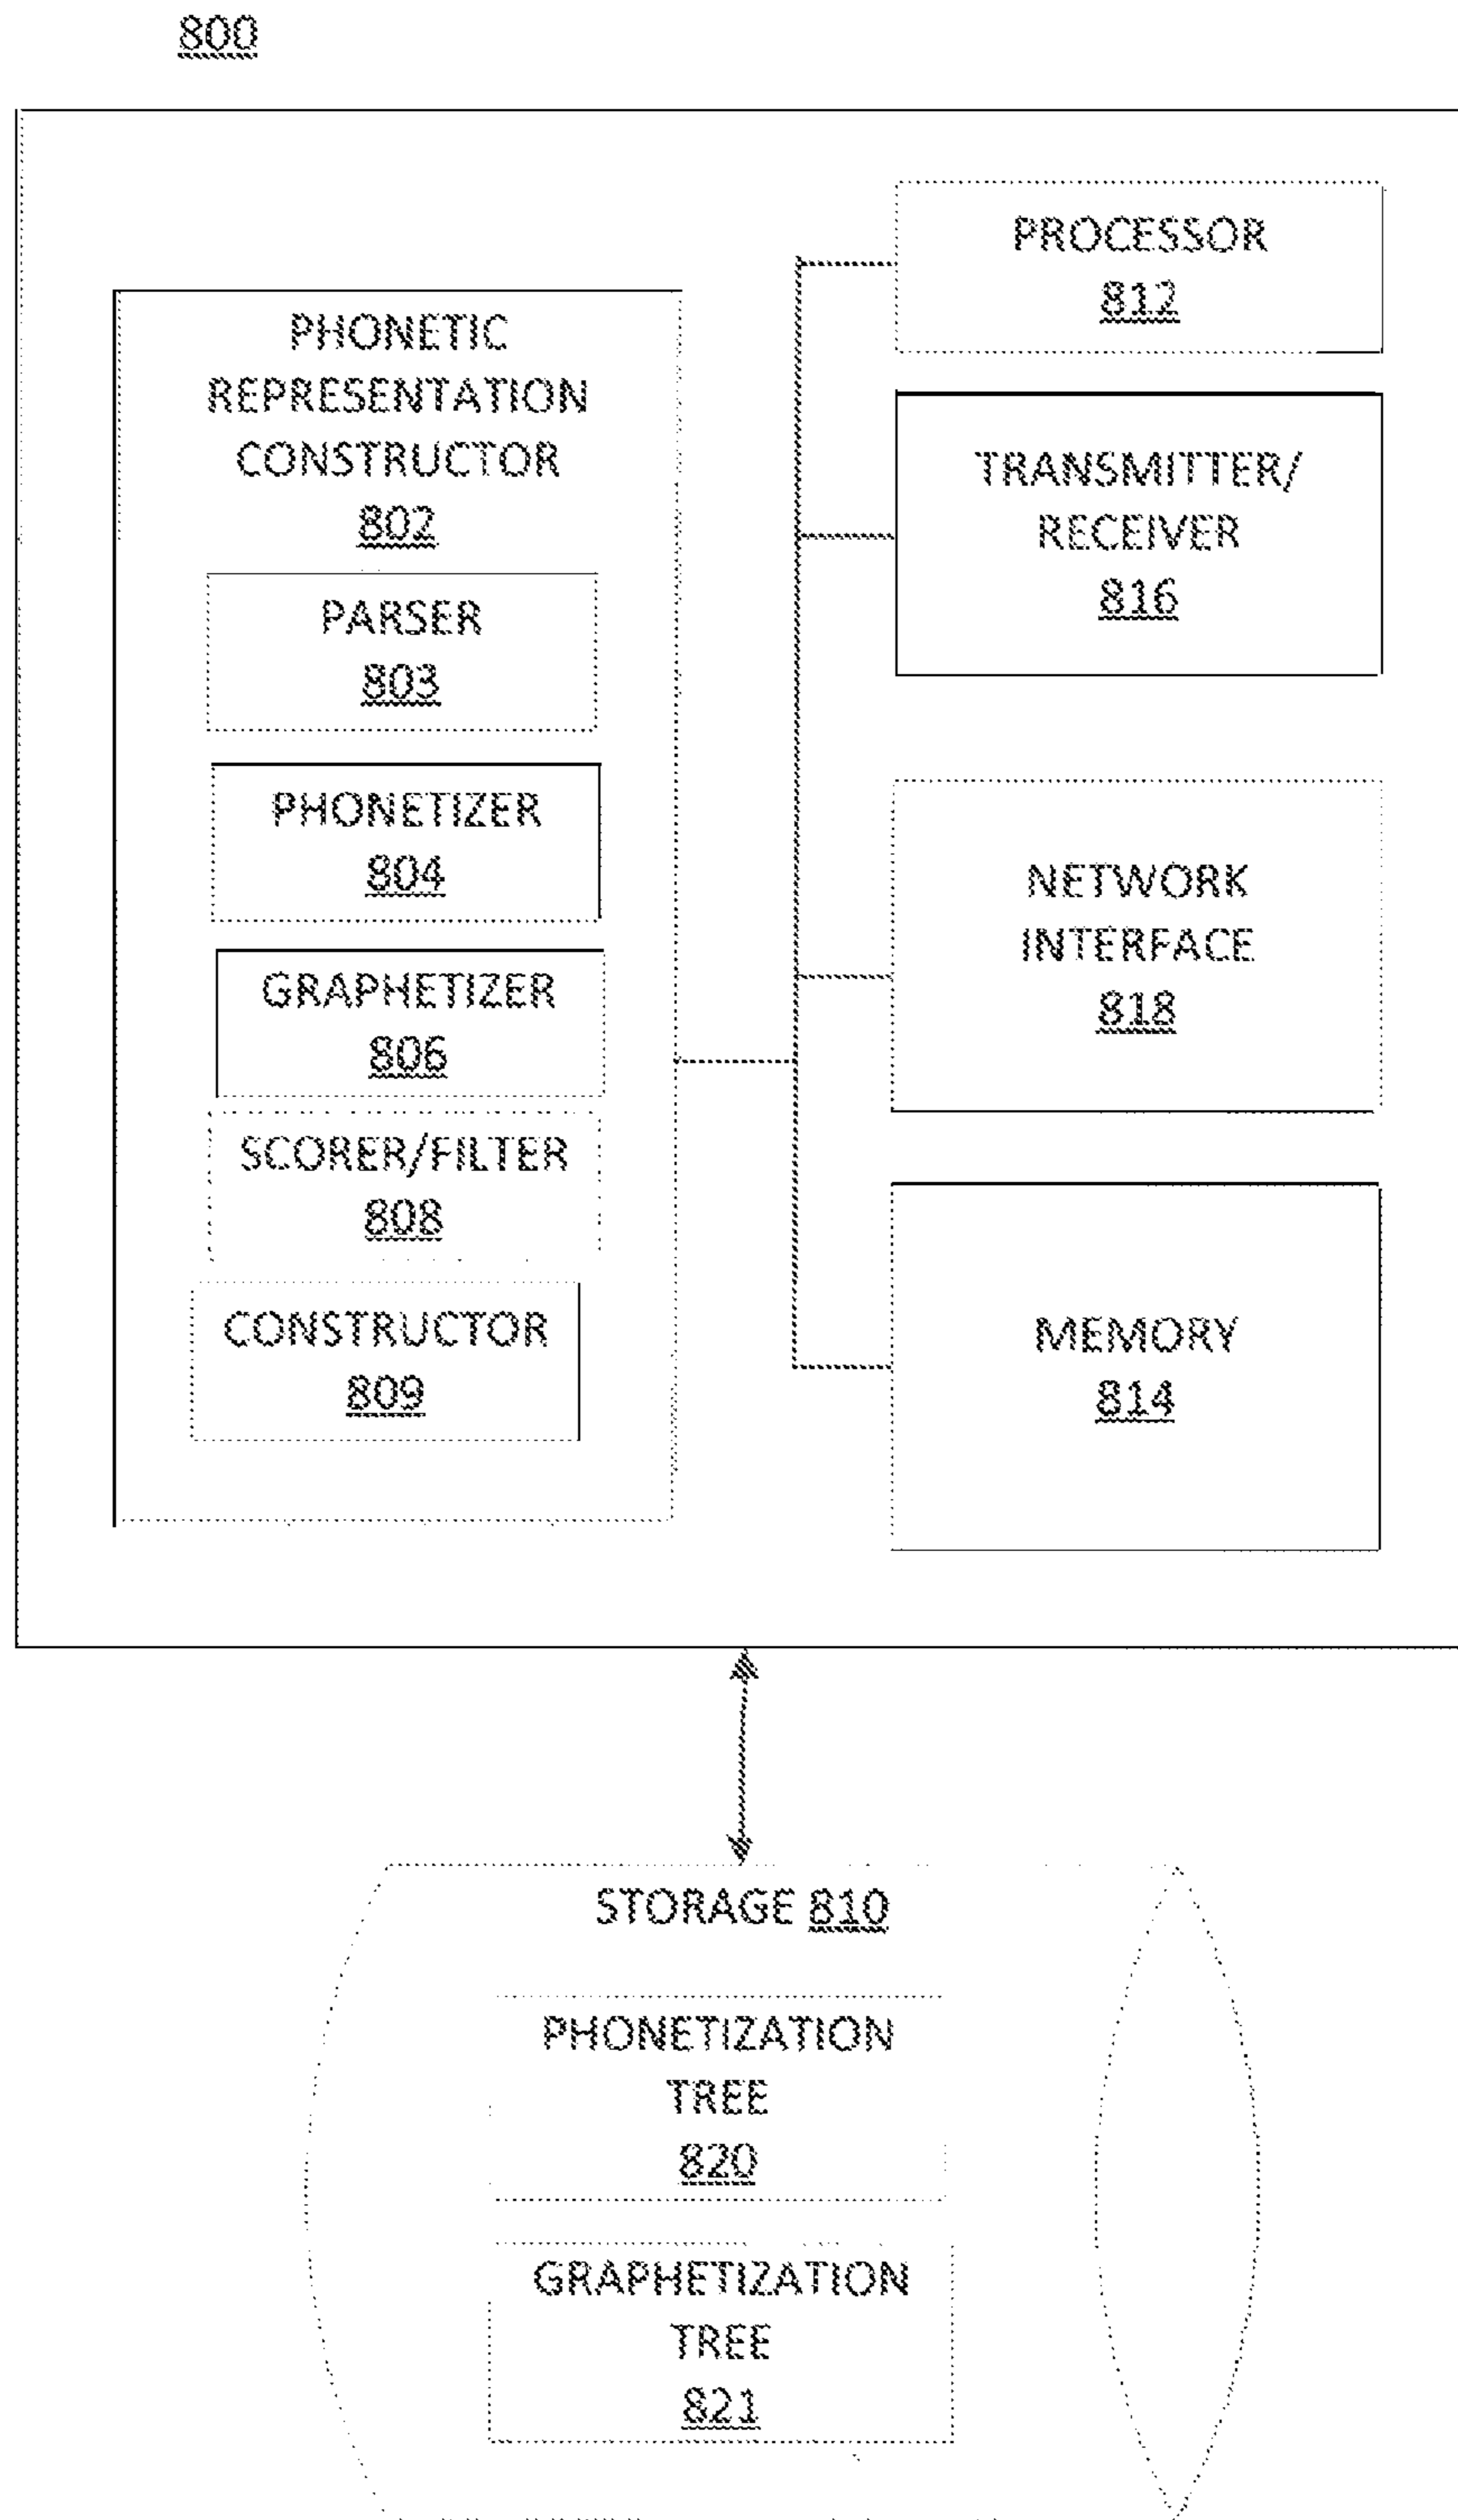 800
PHONETIC
REPRESENTATION
CONSTRUCTOR
802
PARSER
803
PHONETIZER
804
GRAPHETIZER
806
SCORER/FILTER
808
CONSTRUCTOR
809
PROCESSOR
812
TRANSMITTER/
RECEIVER
816
NETWORK
INTERFACE
818
MEMORY
814
STORAGE 810
PHONETIZATION
TREE
820
GRAPHETIZATION
TREE
821